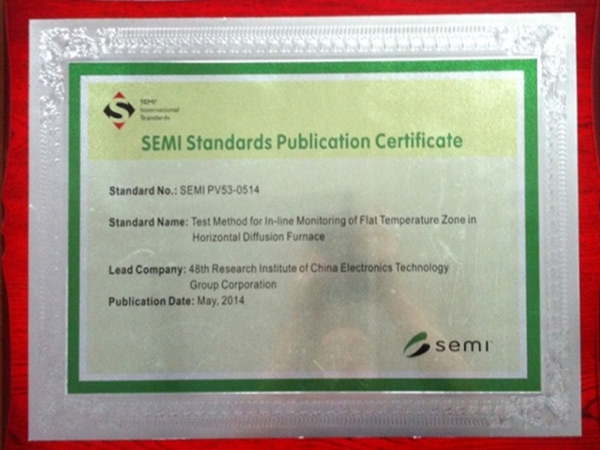 SEMI
International
Standards
SEMI Standards Publication Certificate
Standard No.: SEMI PV53-0514
Standard Name: Test Method for In-line Monitoring of Flat Temperature Zone in
Horizontal Diffusion Furnace
Lead Company: 48th Research Institute of China Electronics Technology
Group Corporation
Publication Date: May, 2014
semi